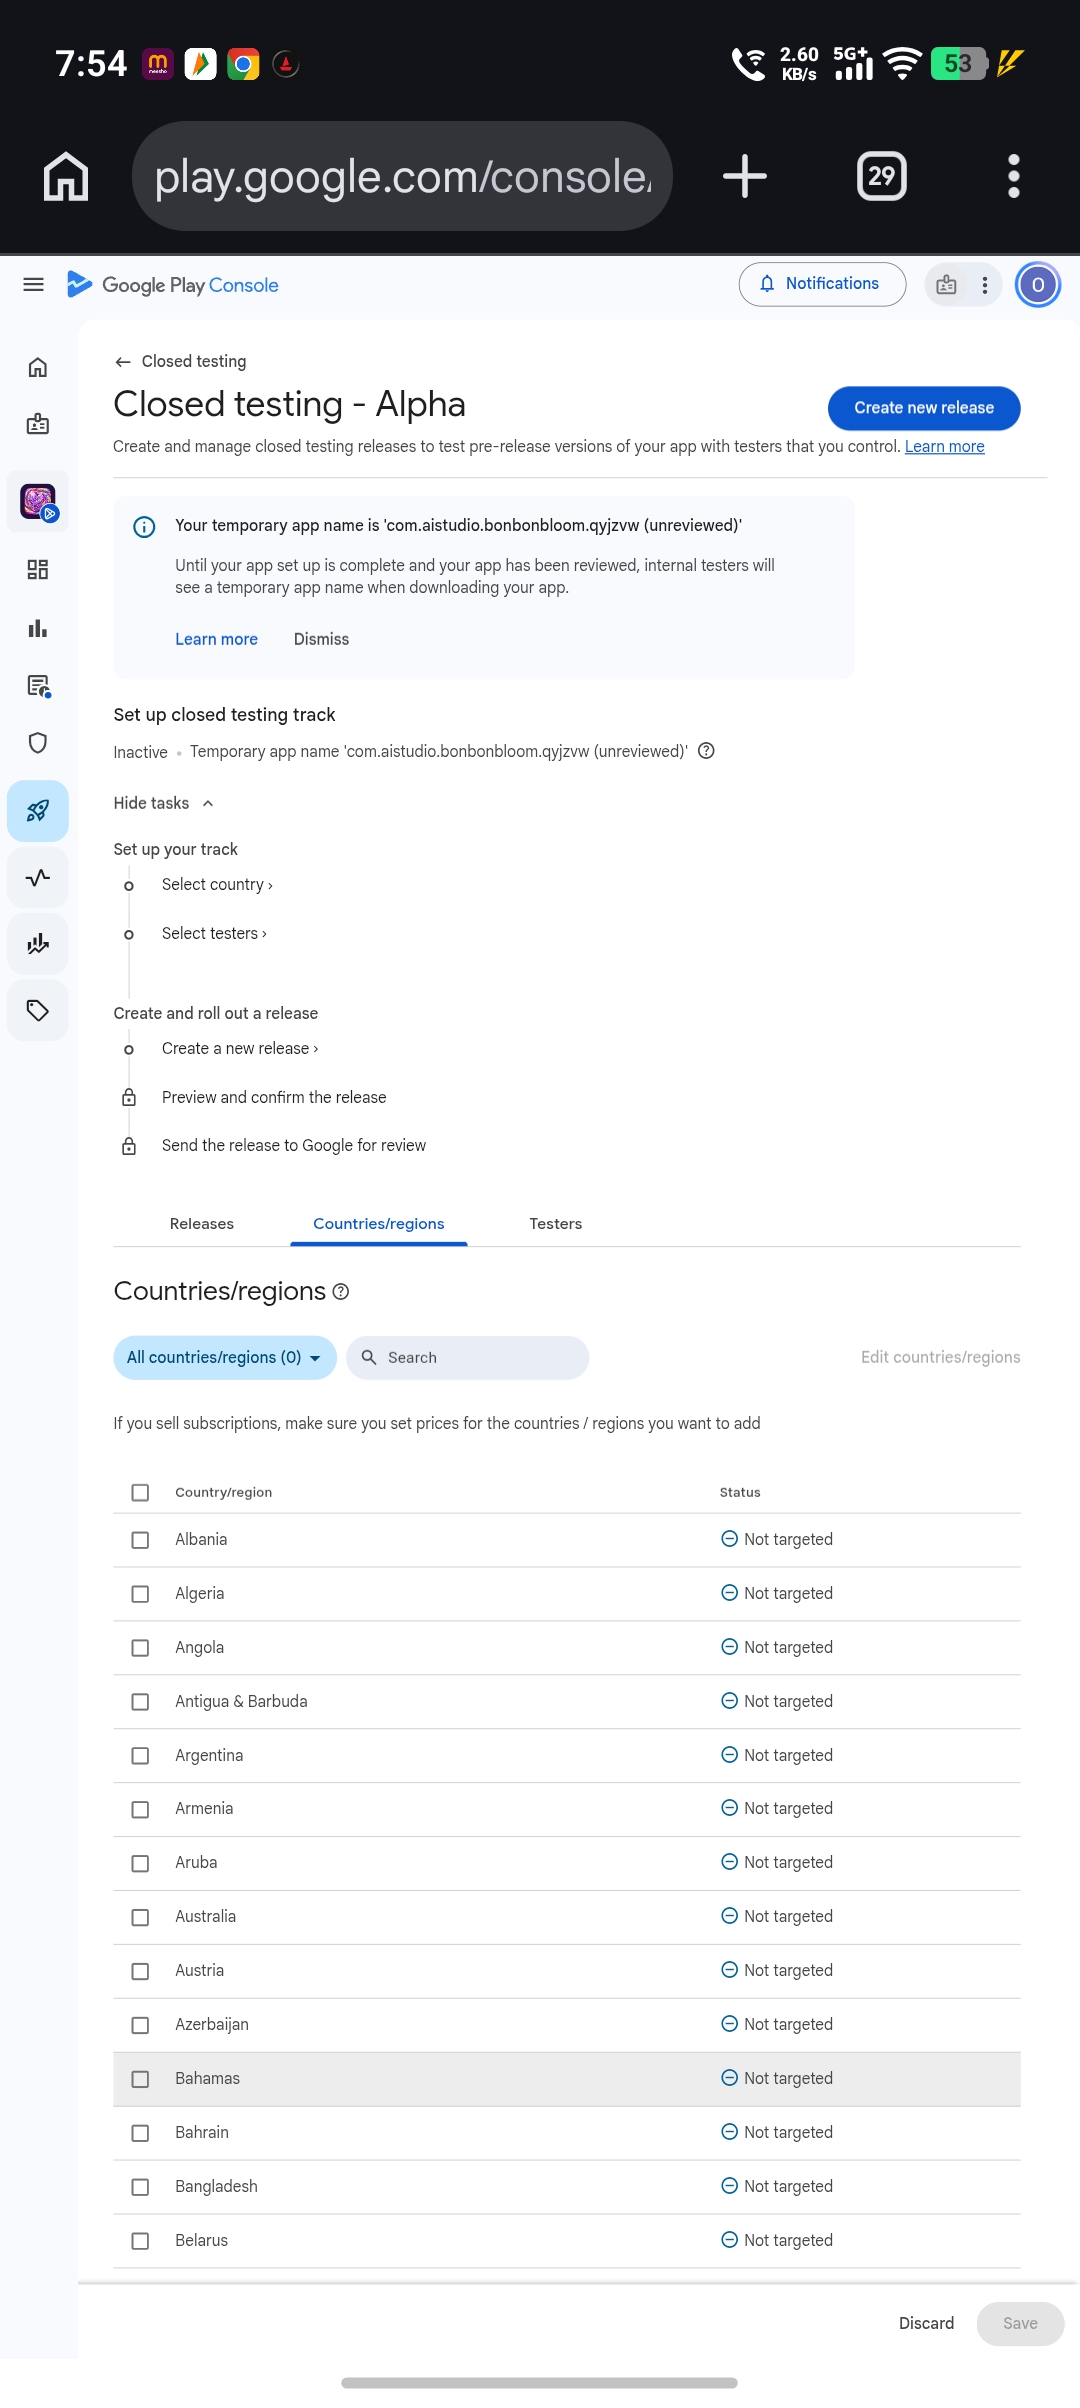 7:54
meesho
2.60
KB/s
5G+
53
play.google.com/console/
29
Google Play Console
Notifications
O
Closed testing
Closed testing - Alpha
Create new release
Create and manage closed testing releases to test pre-release versions of your app with testers that you control. Learn more
Your temporary app name is 'com.aistudio.bonbonbloom.qyjzvw (unreviewed)'
Until your app set up is complete and your app has been reviewed, internal testers will
see a temporary app name when downloading your app.
Learn more
Dismiss
Set up closed testing track
Inactive • Temporary app name 'com.aistudio.bonbonbloom.qyjzvw (unreviewed)'
Hide tasks
Set up your track
Select country ›
Select testers ›
Create and roll out a release
Create a new release ›
Preview and confirm the release
Send the release to Google for review
Releases
Countries/regions
Testers
Countries/regions
All countries/regions (0)
Search
Edit countries/regions
If you sell subscriptions, make sure you set prices for the countries / regions you want to add
Country/region Status
Albania Not targeted
Algeria Not targeted
Angola Not targeted
Antigua & Barbuda Not targeted
Argentina Not targeted
Armenia Not targeted
Aruba Not targeted
Australia Not targeted
Austria Not targeted
Azerbaijan Not targeted
Bahamas Not targeted
Bahrain Not targeted
Bangladesh Not targeted
Belarus Not targeted
Discard
Save